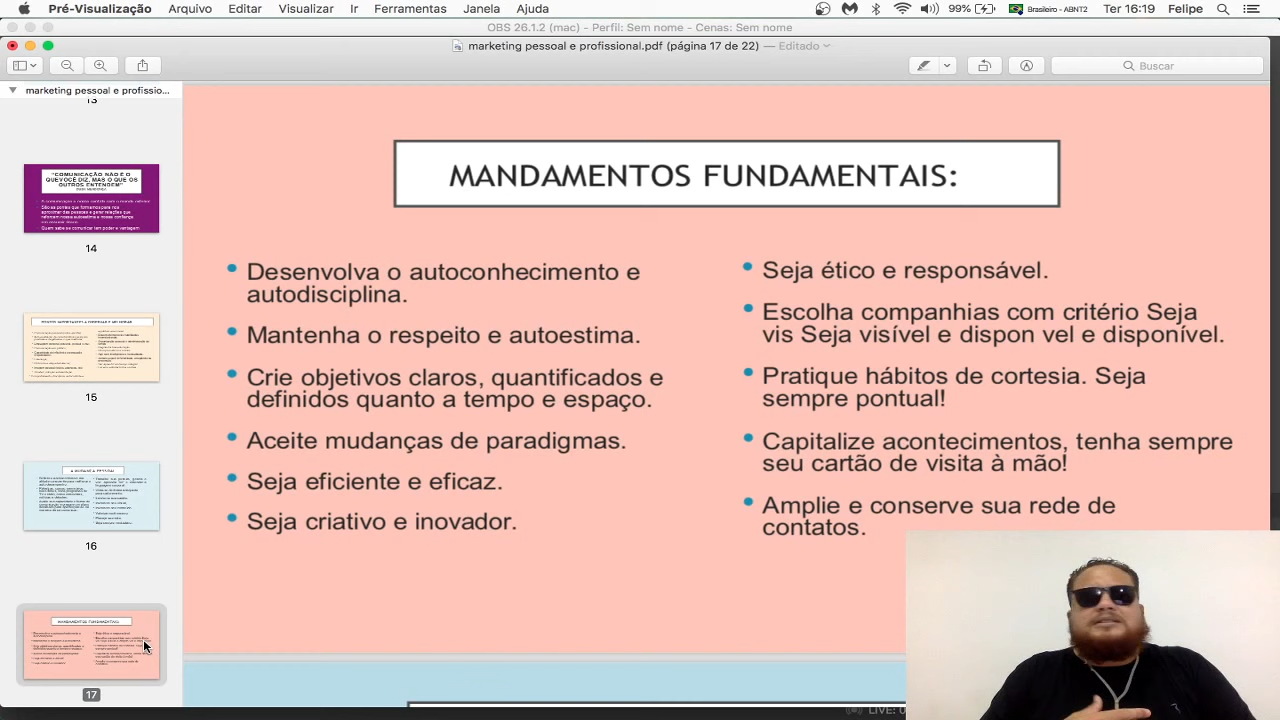 Pré-Visualização Arquivo Editar Visualizar Ir Ferramentas Janela Ajuda 99% Brasileiro - ABNT2 Ter 16:19 Felipe
OBS 26.1.2 (mac) - Perfil: Sem nome - Cenas: Sem nome
marketing pessoal e profissional.pdf (página 17 de 22) — Editado
Buscar
marketing pessoal e profissio...
13
"COMUNICAÇÃO NÃO É O
QUE VOCÊ DIZ, MAS O QUE OS
OUTROS ENTENDEM"
14
15
A MUDANÇA PESSOAL
16
MANDAMENTOS FUNDAMENTAIS:
17
MANDAMENTOS FUNDAMENTAIS:
Desenvolva o autoconhecimento e
autodisciplina.
Mantenha o respeito e autoestima.
Crie objetivos claros, quantificados e
definidos quanto a tempo e espaço.
Aceite mudanças de paradigmas.
Seja eficiente e eficaz.
Seja criativo e inovador.
Seja ético e responsável.
Escolha companhias com critério Seja
vis Seja visível e dispon vel e disponível.
Pratique hábitos de cortesia. Seja
sempre pontual!
Capitalize acontecimentos, tenha sempre
seu cartão de visita à mão!
Amplie e conserve sua rede de
contatos.
LIVE: